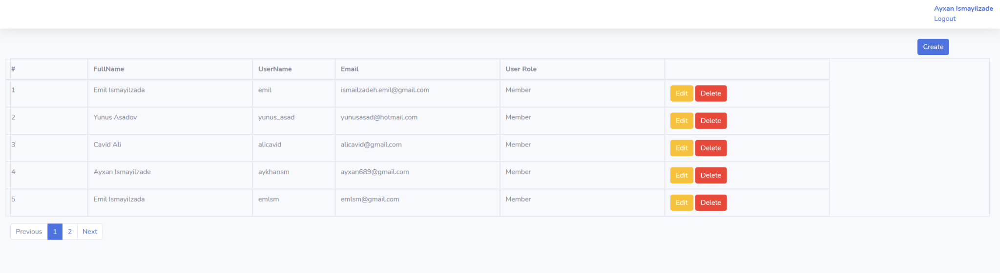 Ayxan Ismayilzade
Logout
Create
# FullName UserName Email User Role
1 Emil Ismayilzada emil ismailzadeh.emil@gmail.com Member Edit Delete
2 Yunus Asadov yunus_asad yunusasad@hotmail.com Member Edit Delete
3 Cavid Ali alicavid alicavid@gmail.com Member Edit Delete
4 Ayxan Ismayilzade aykhansm ayxan689@gmail.com Member Edit Delete
5 Emil Ismayilzada emlsm emlsm@gmail.com Member Edit Delete
Previous 1 2 Next